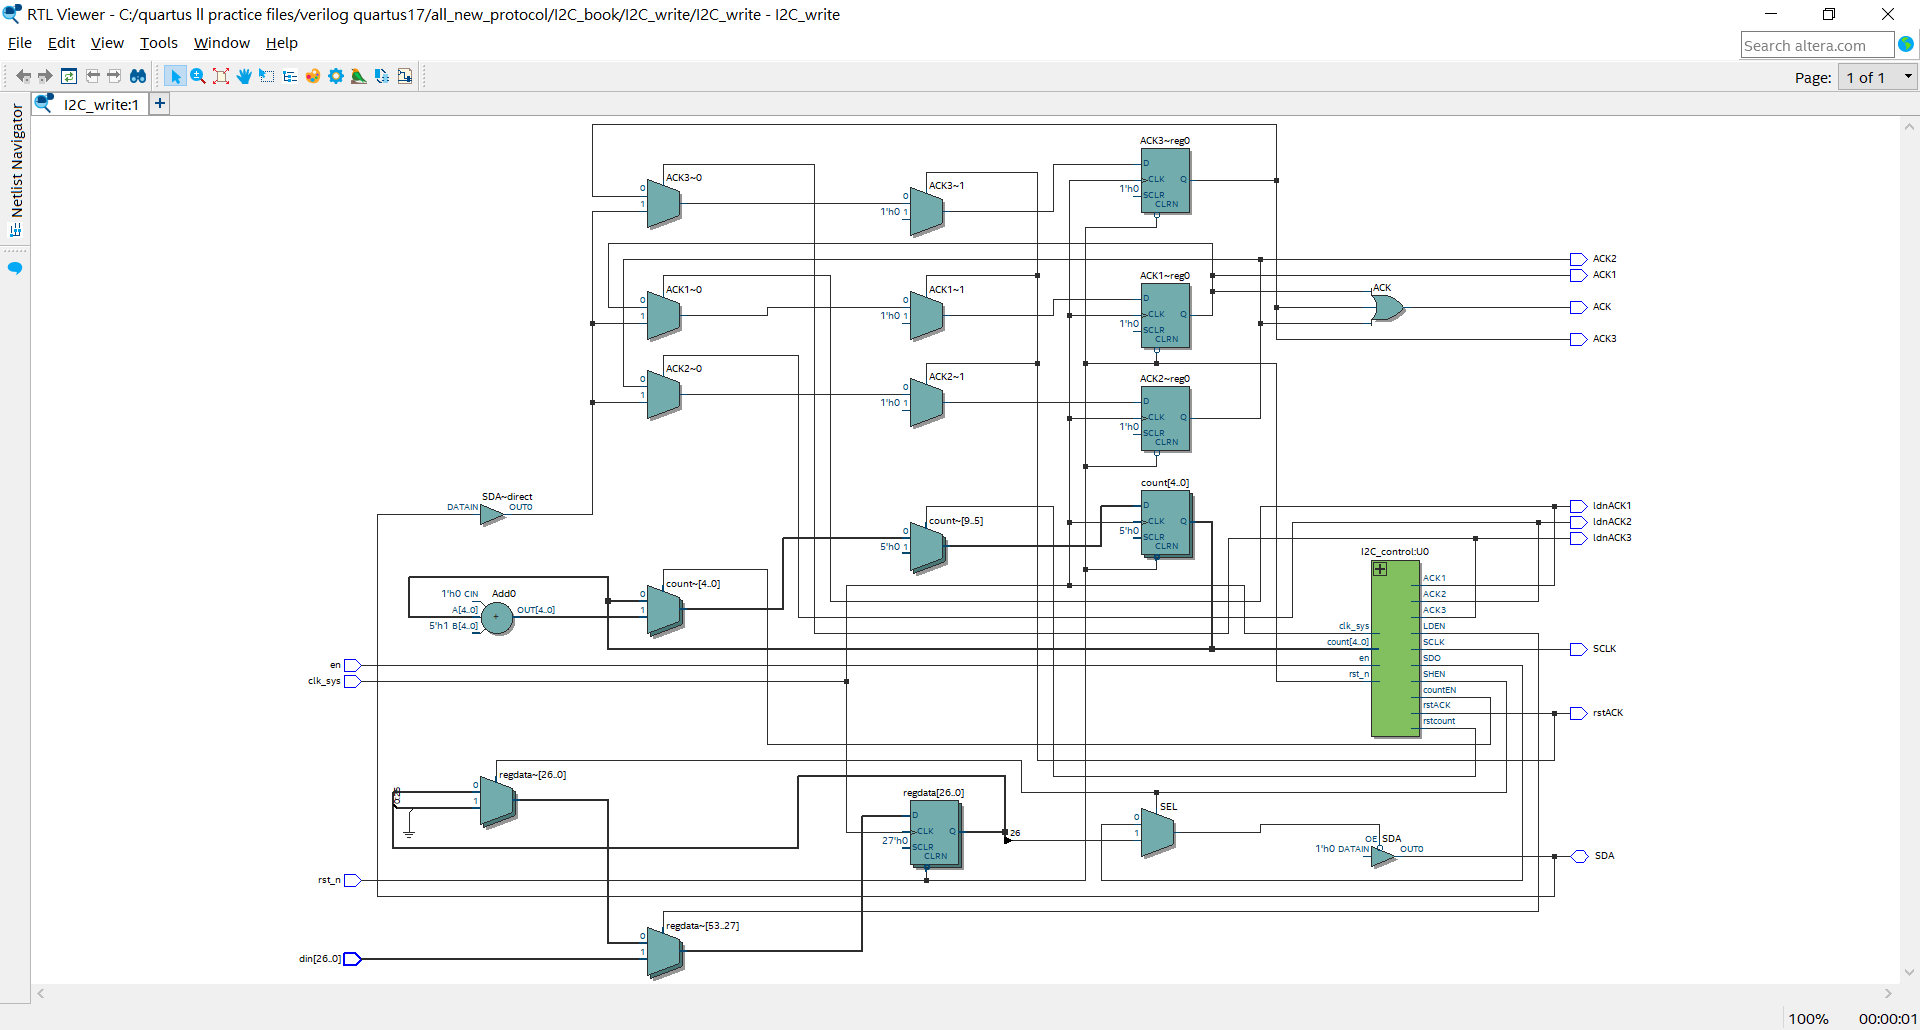 RTL Viewer - C:/quartus ll practice files/verilog quartus17/all_new_protocol/I2C_book/I2C_write/I2C_write - I2C_write
File Edit View Tools Window Help
Search altera.com
Page: 1 of 1
Netlist Navigator
I2C_write:1
ACK3~reg0
ACK3~0
ACK3~1
0
1
0
1'h0 1
D
CLK Q
1'h0
SCLR
CLRN
ACK2
ACK1
ACK1~reg0
ACK1~0
ACK1~1
0
1
0
1'h0 1
D
CLK Q
1'h0
SCLR
CLRN
ACK
ACK
ACK3
ACK2~0
ACK2~1
ACK2~reg0
0
1
0
1'h0 1
D
CLK Q
1'h0
SCLR
CLRN
SDA~direct
DATAIN OUT0
count[4..0]
count~[9..5]
0
5'h0 1
D
CLK Q
5'h0
SCLR
CLRN
ldnACK1
ldnACK2
ldnACK3
I2C_control:U0
count~[4..0]
0
1
Add0
1'h0 CIN
A[4..0] OUT[4..0]
5'h1 B[4..0]
+
ACK1
ACK2
ACK3
clk_sys LDEN
count[4..0] SCLK
en SDO
rst_n SHEN
countEN
rstACK
rstcount
SCLK
rstACK
en
clk_sys
regdata~[26..0]
0
1
0:25
regdata[26..0]
D
CLK Q
27'h0
SCLR
CLRN
26
SEL
0
1
OE SDA
1'h0 DATAIN OUT0
SDA
rst_n
regdata~[53..27]
0
1
din[26..0]
100% 00:00:01